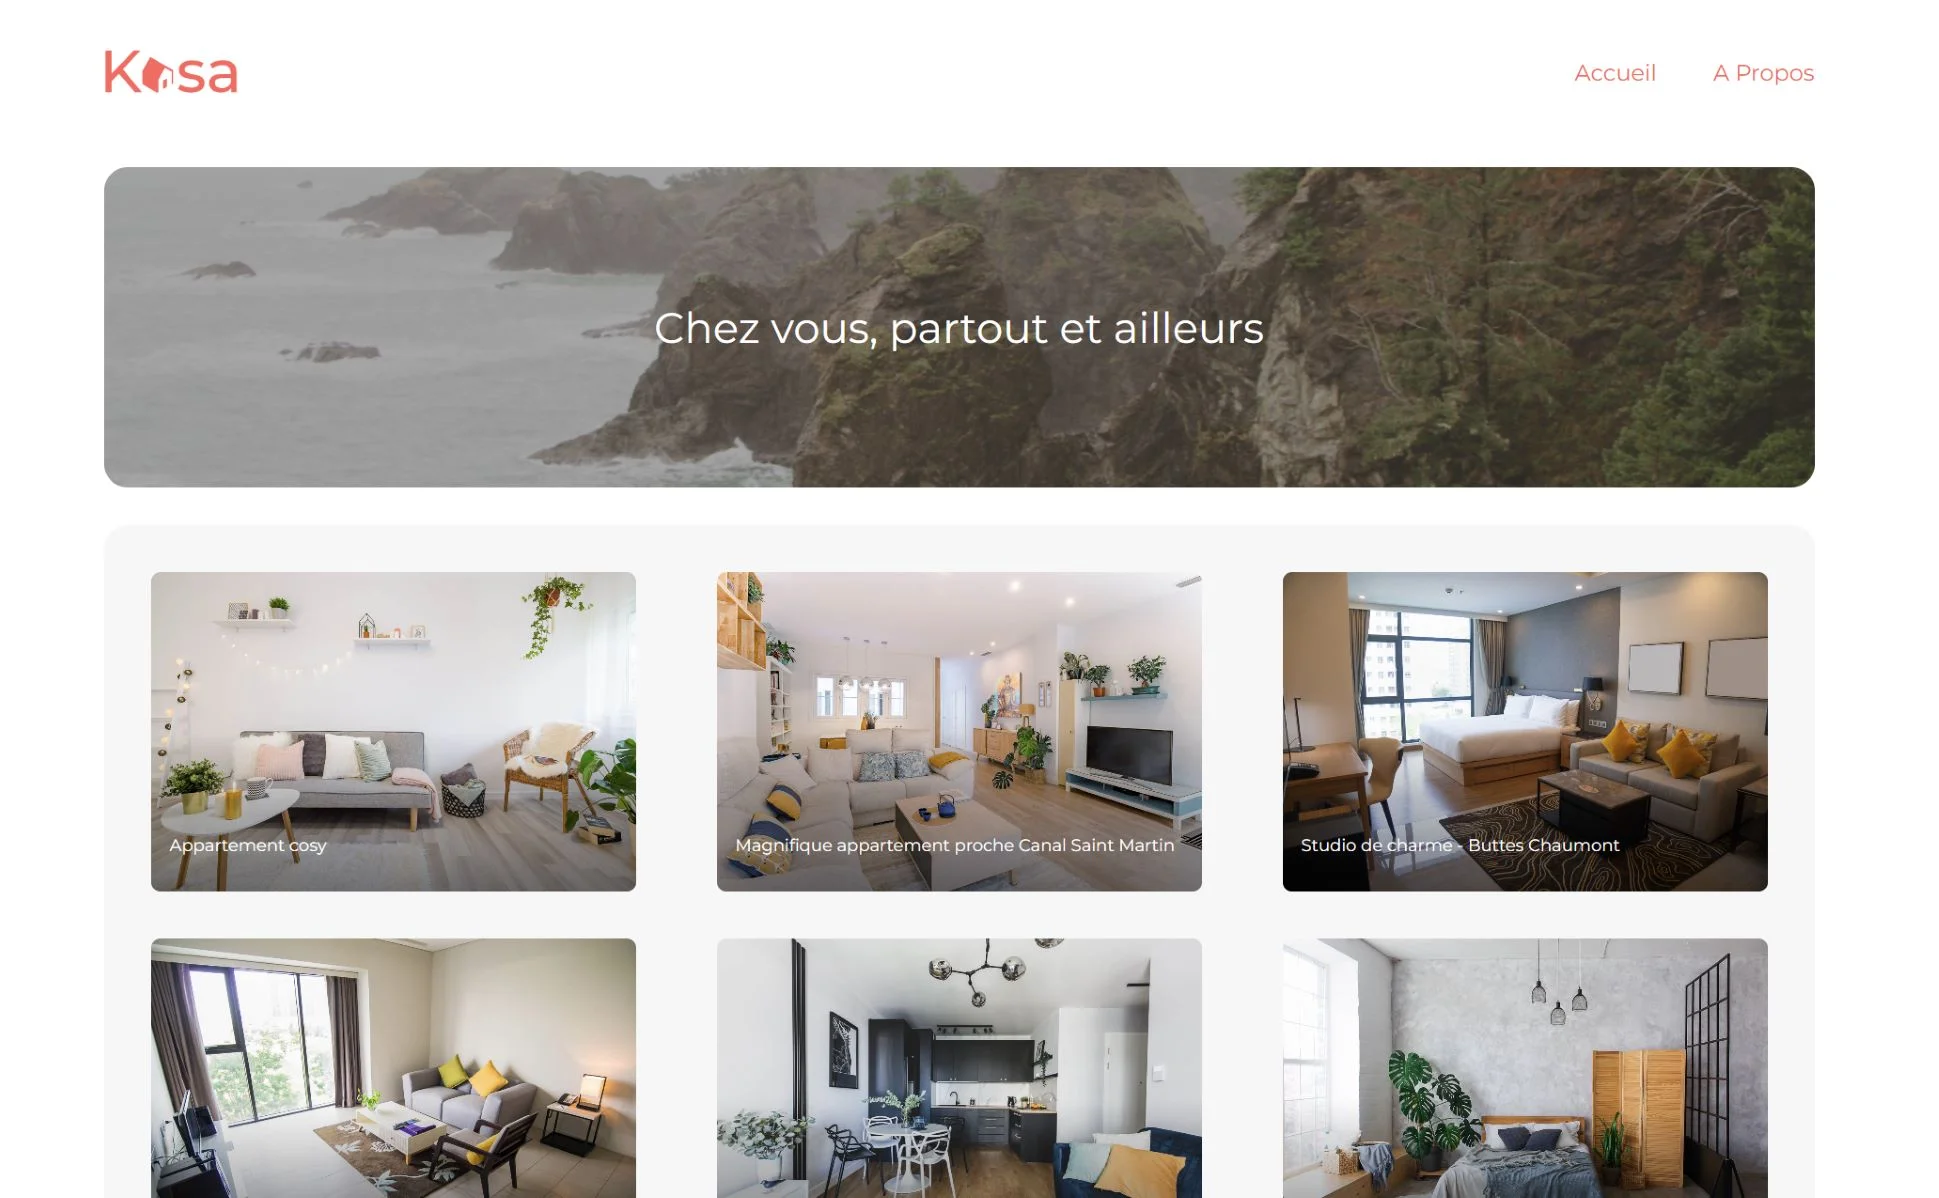 Kasa
Accueil
A Propos
Chez vous, partout et ailleurs
Appartement cosy
Magnifique appartement proche Canal Saint Martin
Studio de charme - Buttes Chaumont